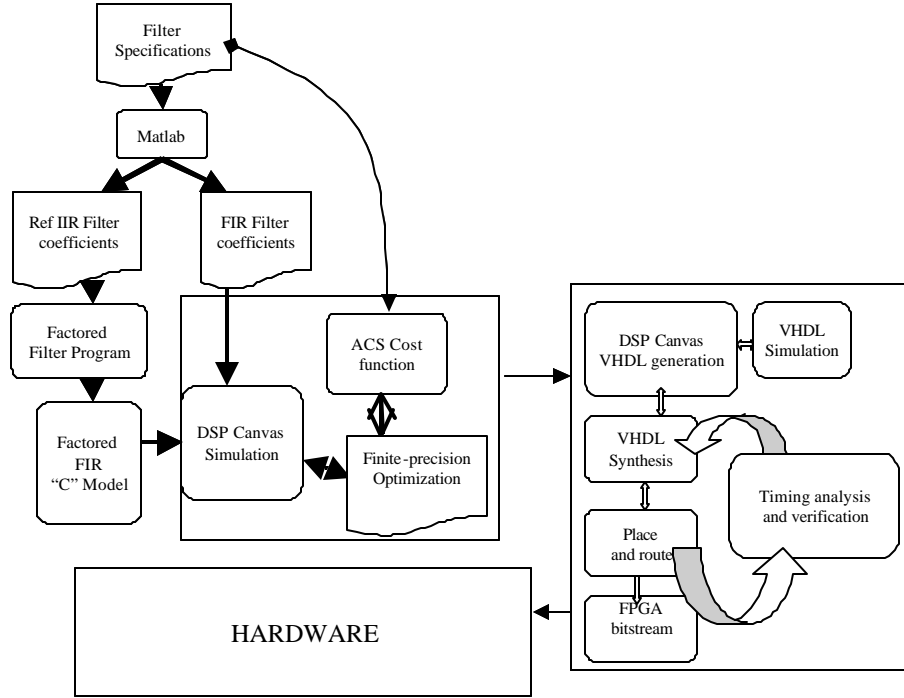 Filter
Specifications
Matlab
Ref IIR Filter
coefficients
FIR Filter
coefficients
Factored
Filter Program
Factored
FIR
“C” Model
DSP Canvas
Simulation
ACS Cost
function
Finite-precision
Optimization
DSP Canvas
VHDL generation
VHDL
Simulation
VHDL
Synthesis
Timing analysis
and verification
Place
and route
FPGA
bitstream
HARDWARE